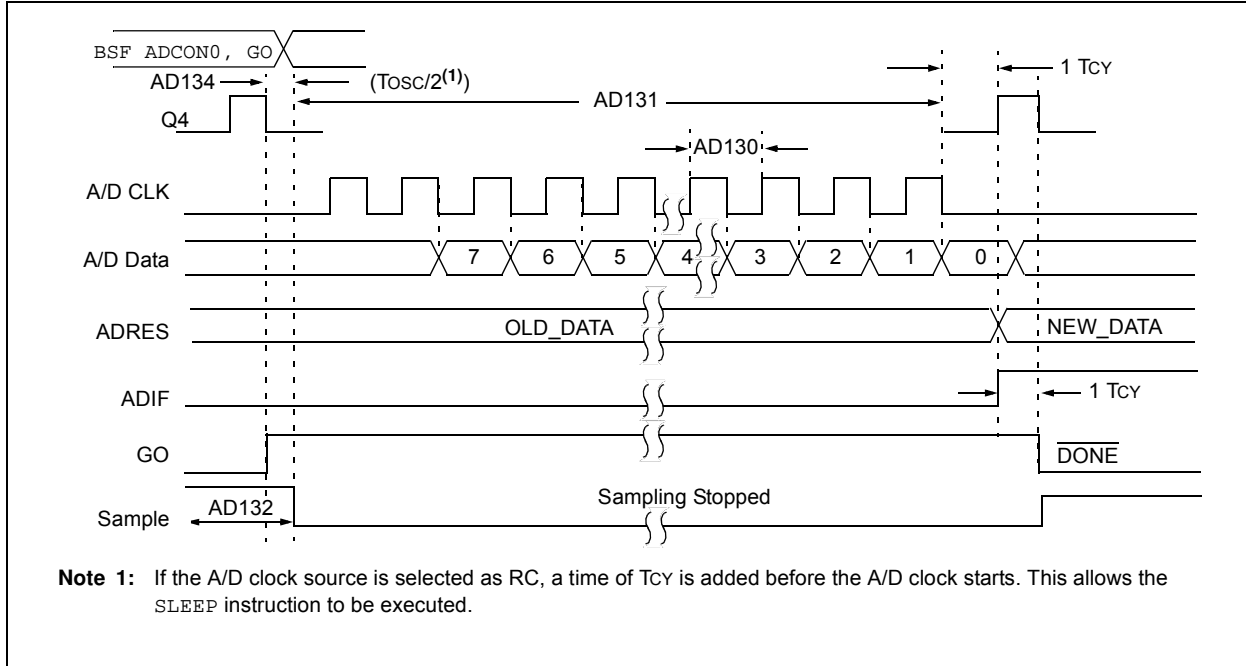 BSF ADCON0, GO
AD134 (TOSC/2(1)) 1 TCY
AD131
Q4
AD130
A/D CLK
A/D Data 7 6 5 4 3 2 1 0
ADRES OLD_DATA NEW_DATA
ADIF 1 TCY
GO DONE
Sample AD132 Sampling Stopped
Note 1: If the A/D clock source is selected as RC, a time of TCY is added before the A/D clock starts. This allows the
SLEEP instruction to be executed.